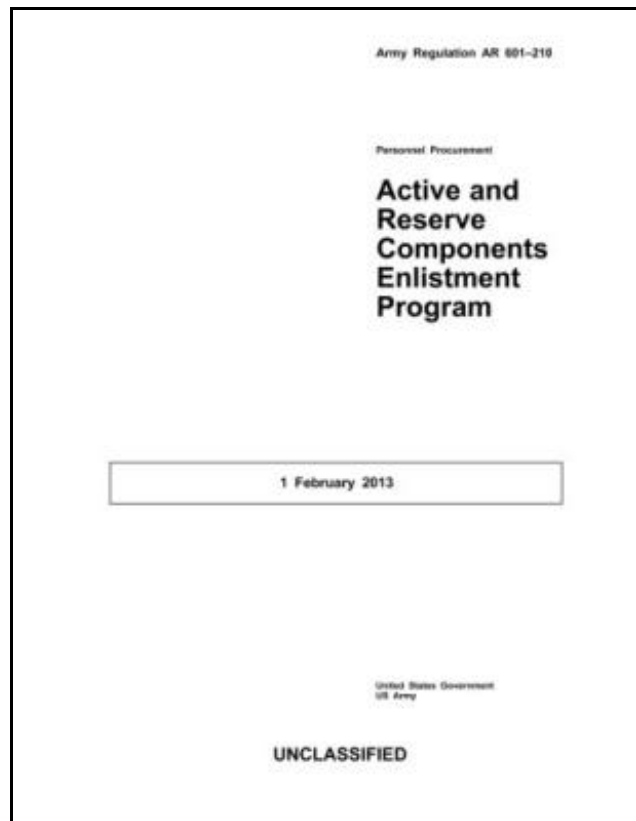 Army Regulation AR 601–210
Personnel Procurement
Active and
Reserve
Components
Enlistment
Program
1 February 2013
United States Government
US Army
UNCLASSIFIED